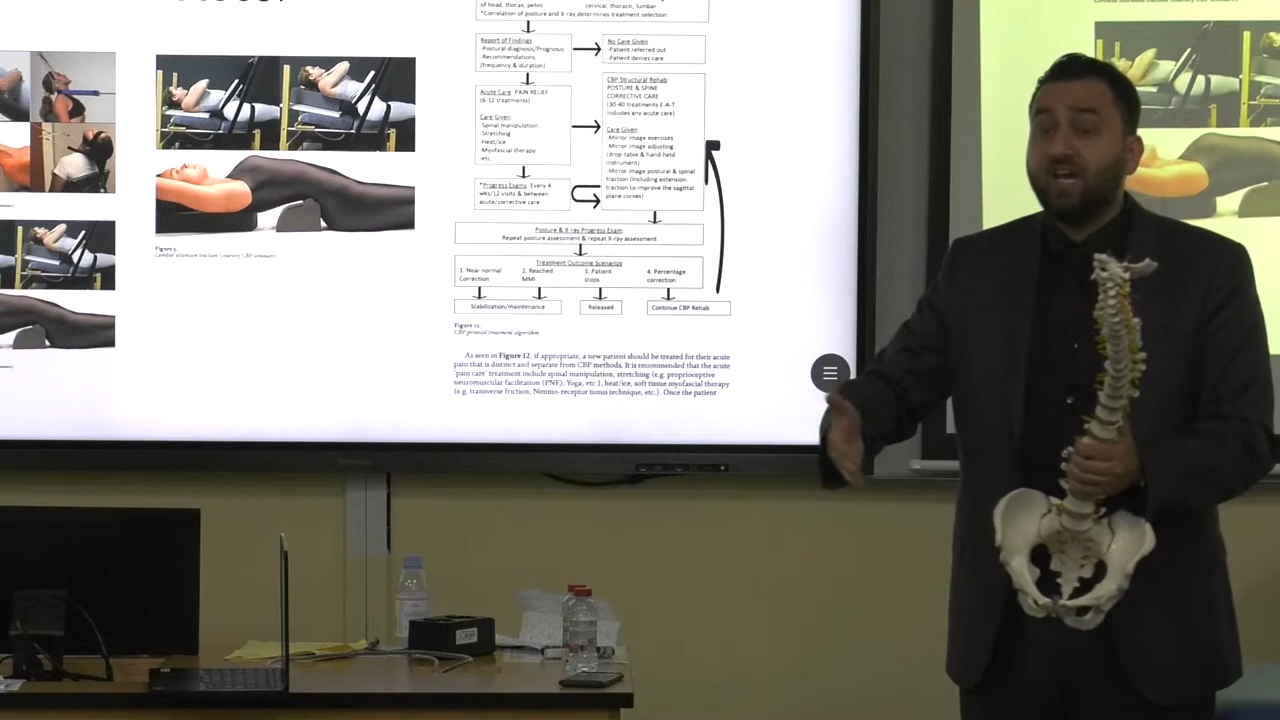 of head, thorax, pelvic
cervical, thoracic, lumbar
*Correlation of posture and X-ray determines treatment selection
Report of Findings
-Postural diagnosis/Prognosis
-Recommendations
(frequency & duration)
No Care Given
-Patient referred out
-Patient denies care
Acute Care: PAIN RELIEF
(6-12 treatments)
Care Given:
-Spinal manipulation
-Stretching
-Heat/ice
-Myofascial therapy
-etc.
CBP Structural Rehab:
POSTURE & SPINE
CORRECTIVE CARE
(30-40 treatments E-A-T
includes any acute care)
Care Given:
-Mirror image exercises
-Mirror image adjusting
(drop-table & hand-held
instrument)
-Mirror image postural & spinal
traction (including extension
traction to improve the sagittal
plane curves)
*Progress Exams: Every 4
wks/12 visits & between
acute/corrective care
Posture & X-ray Progress Exam:
Repeat posture assessment & repeat X-ray assessment
Treatment Outcome Scenarios
1. Near normal
Correction
2. Reached
MMI
3. Patient
stops
4. Percentage
correction
Stabilization/maintenance
Released
Continue CBP Rehab
Figure 12.
CBP protocol treatment algorithm.
As seen in Figure 12, if appropriate, a new patient should be treated for their acute
pain that is distinct and separate from CBP methods. It is recommended that the acute
'pain care' treatment include spinal manipulation, stretching (e.g. proprioceptive
neuromuscular facilitation (PNF), Yoga, etc.), heat/ice, soft tissue myofascial therapy
(e.g. transverse friction, Nimmo-receptor tonus technique, etc.). Once the patient